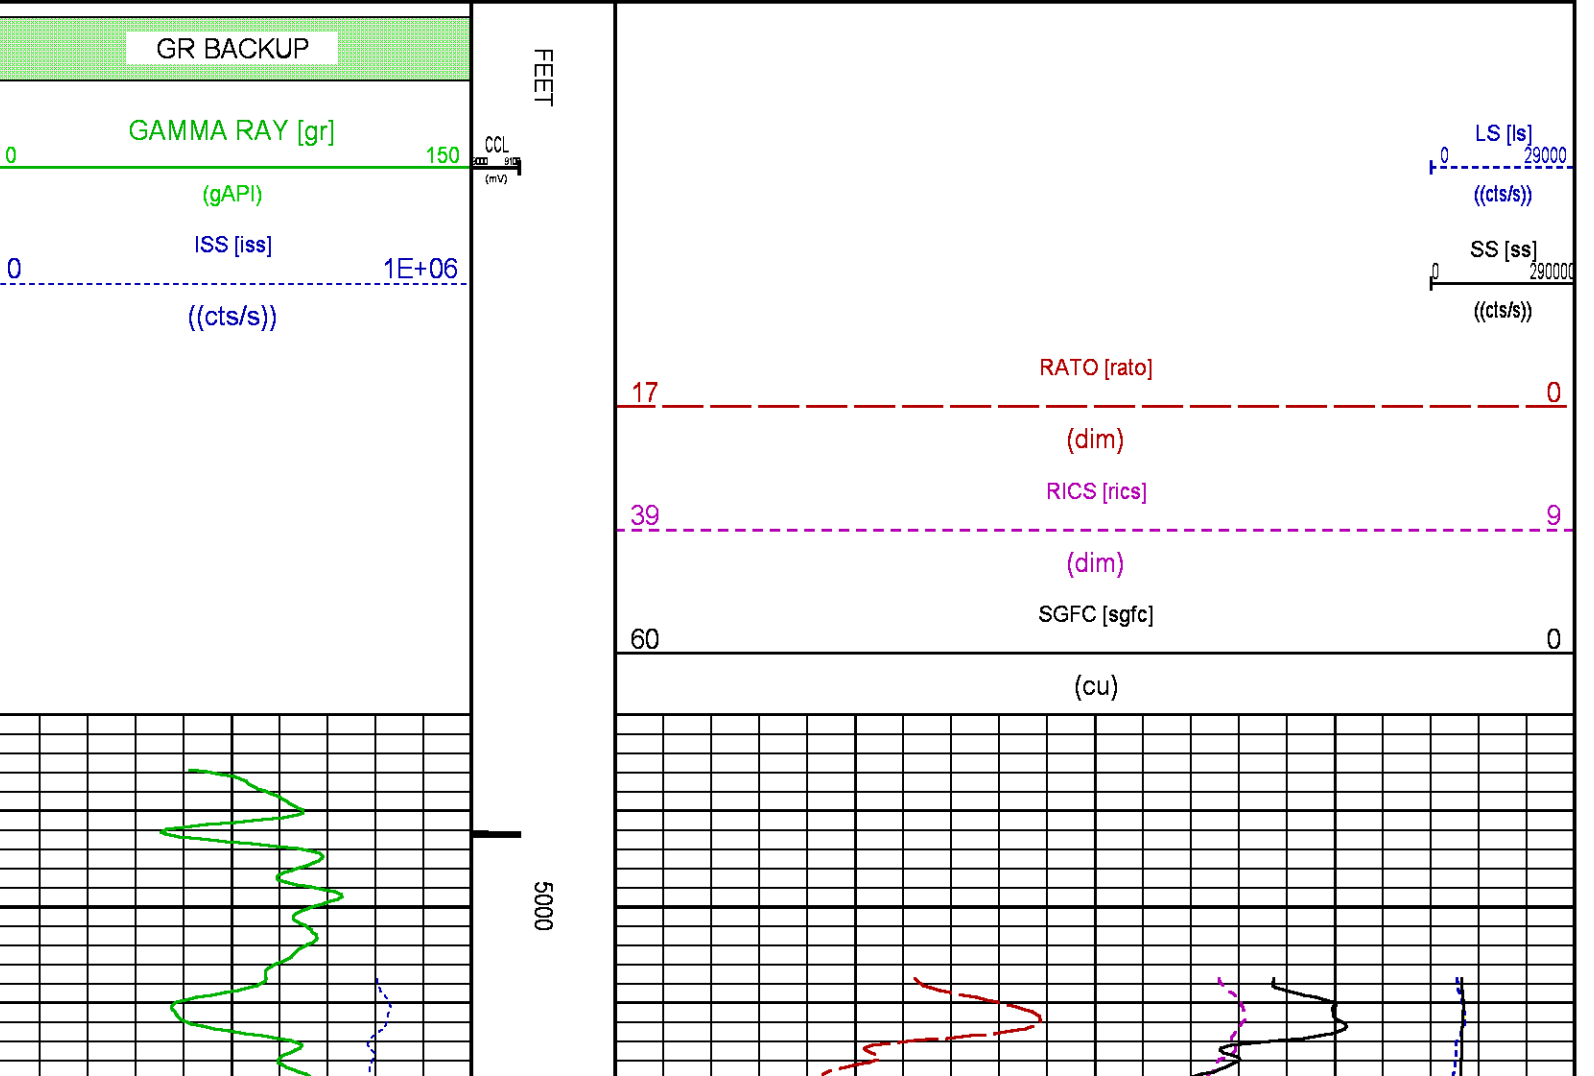 GR BACKUP
GAMMA RAY [gr]
0 150
(gAPI)
ISS [iss]
0 1E+06
((cts/s))
FEET
CCL
(mV)
LS [ls]
0 29000
((cts/s))
SS [ss]
0 290000
((cts/s))
RATO [rato]
17 0
(dim)
RICS [rics]
39 9
(dim)
SGFC [sgfc]
60 0
(cu)
5000